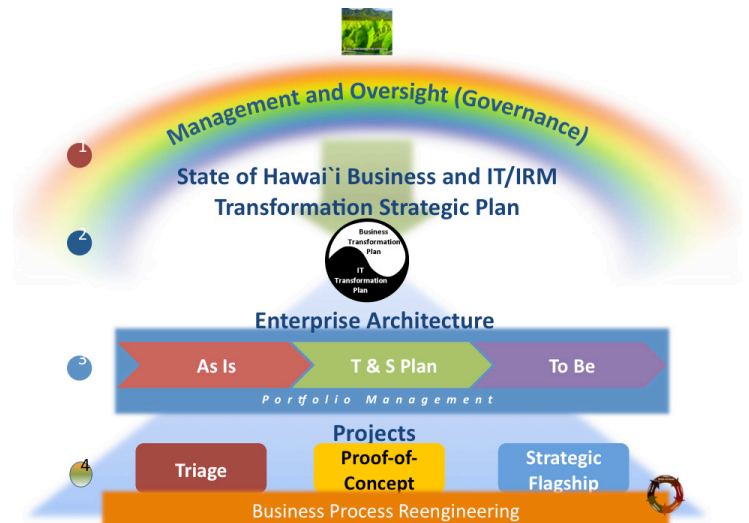 Management and Oversight (Governance)
1
State of Hawai`i Business and IT/IRM
Transformation Strategic Plan
2
Business
Transformation
Plan
IT
Transformation
Plan
Enterprise Architecture
3
As Is
T & S Plan
To Be
Portfolio Management
Projects
4
Triage
Proof-of-
Concept
Strategic
Flagship
Business Process Reengineering